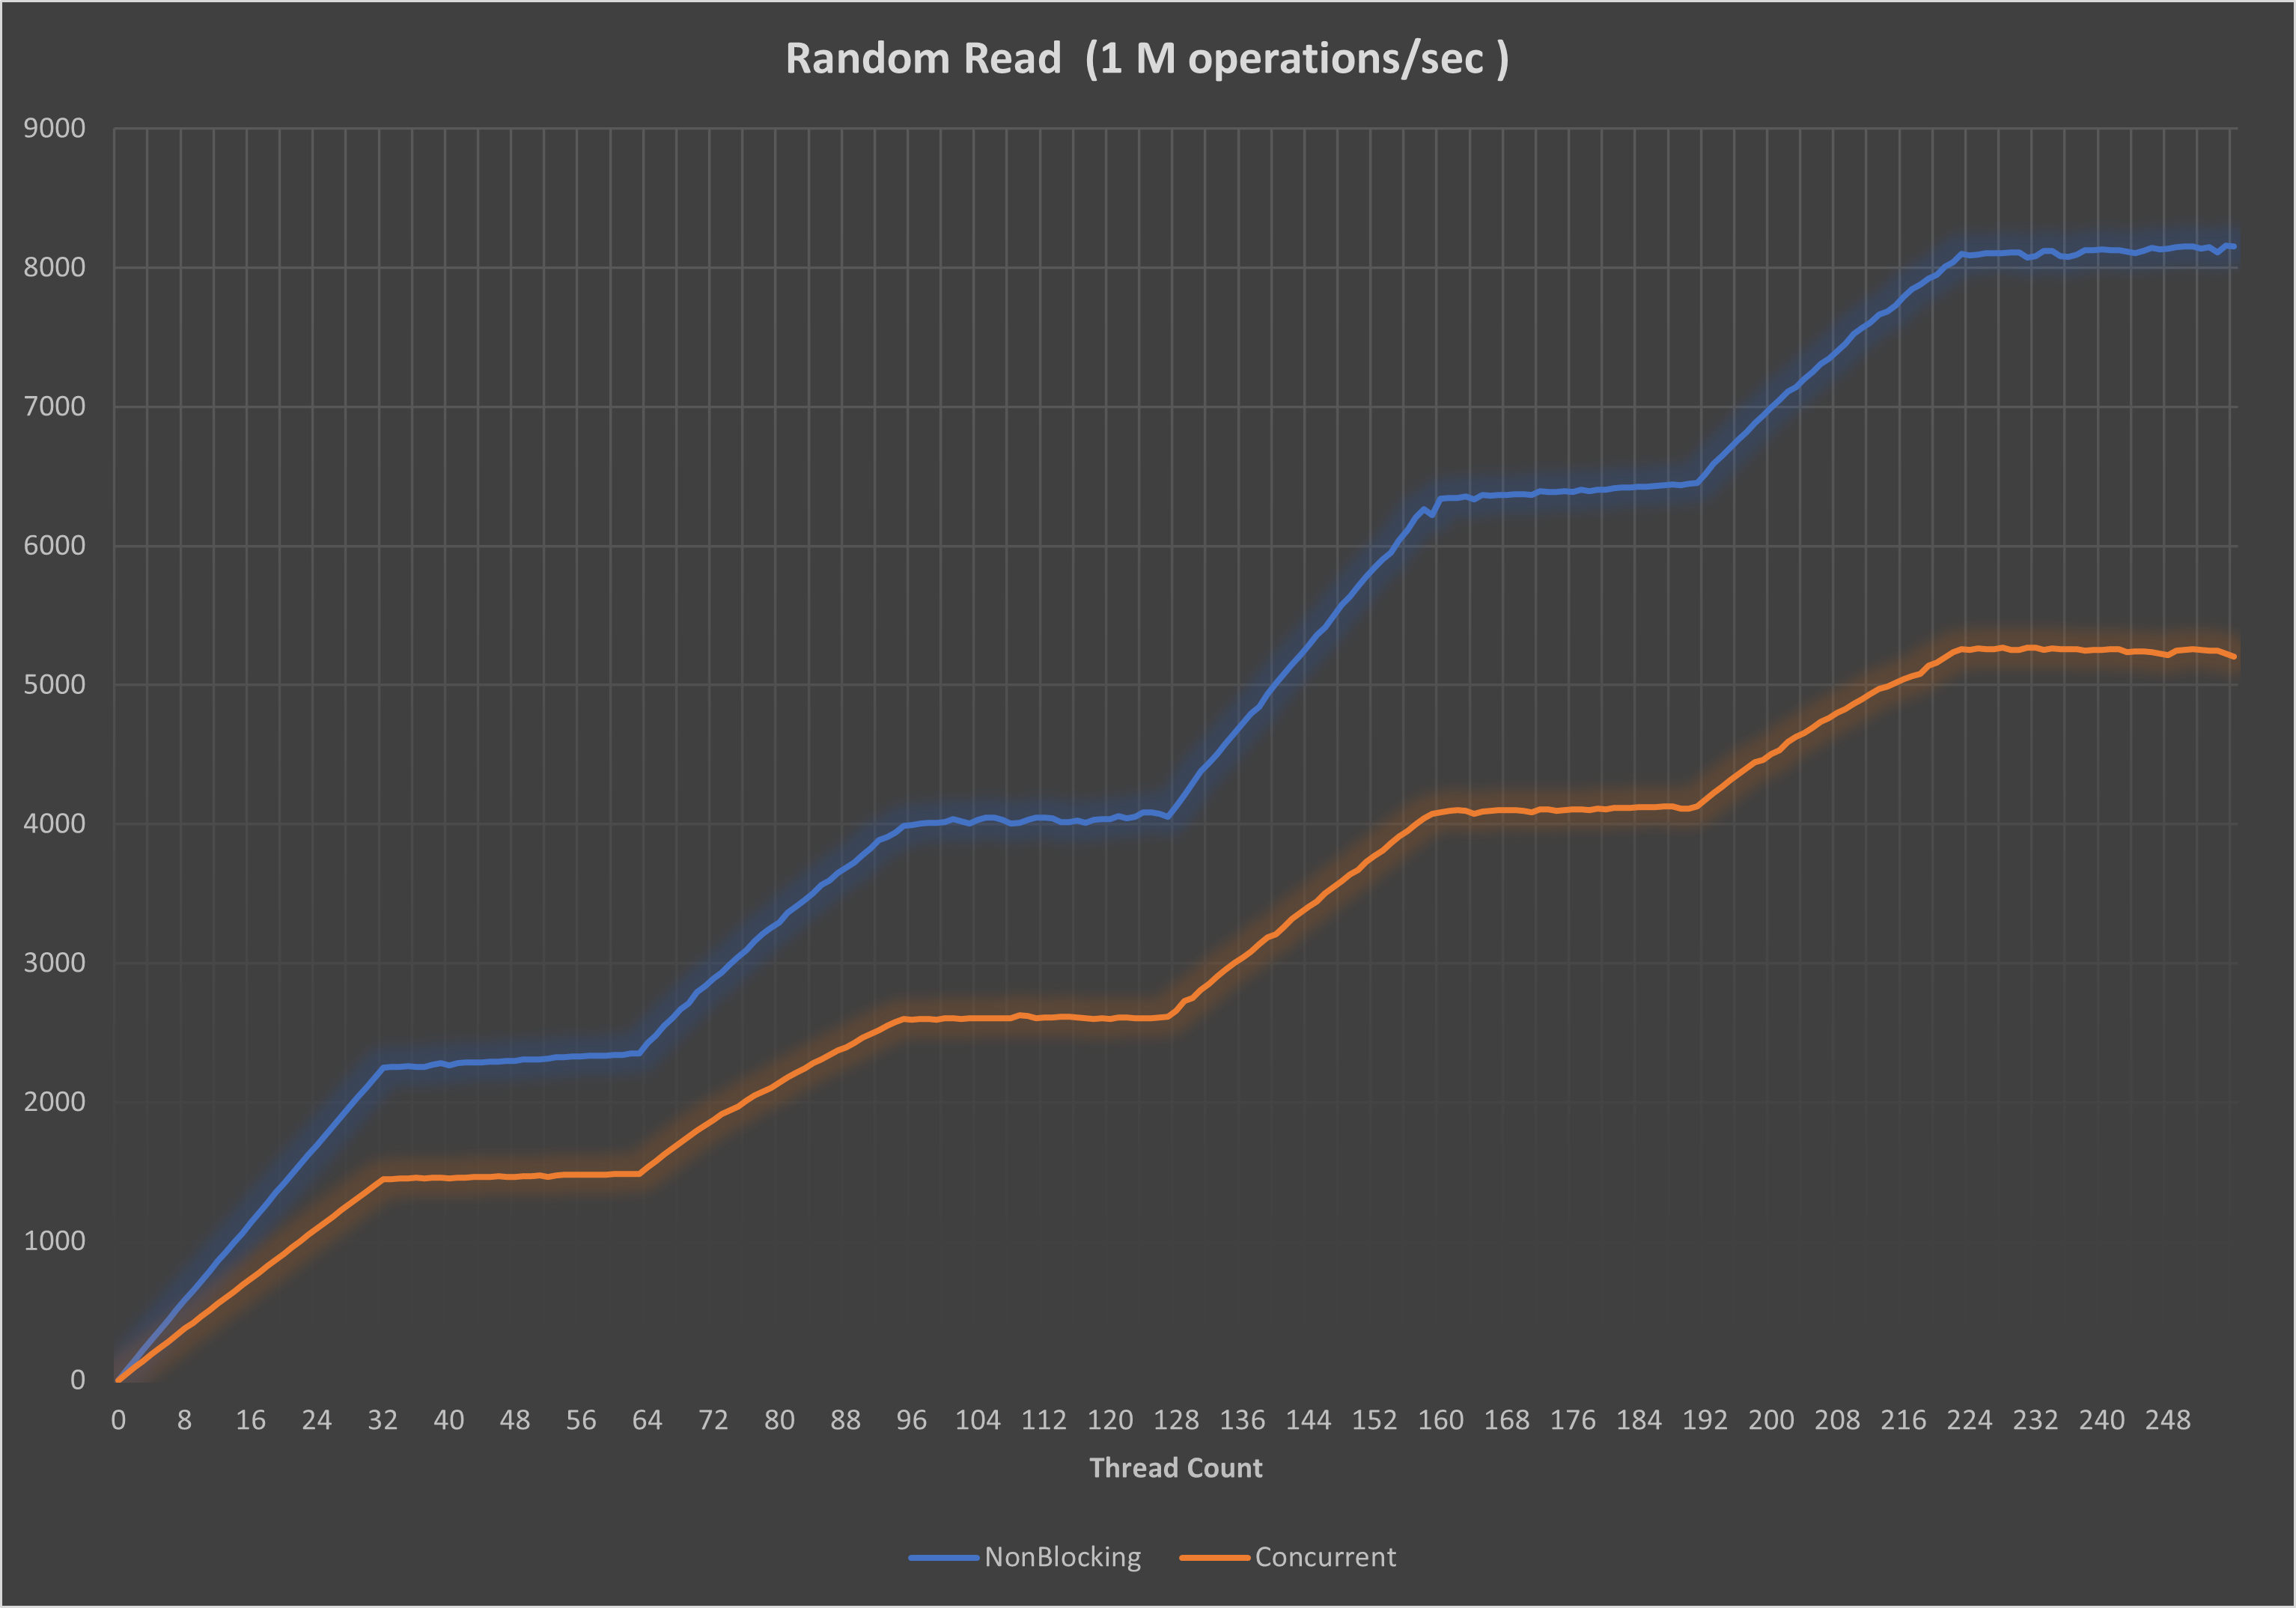 Random Read  (1 M operations/sec )
9000
8000
7000
6000
5000
4000
3000
2000
1000
0
0 8 16 24 32 40 48 56 64 72 80 88 96 104 112 120 128 136 144 152 160 168 176 184 192 200 208 216 224 232 240 248
Thread Count
NonBlocking Concurrent